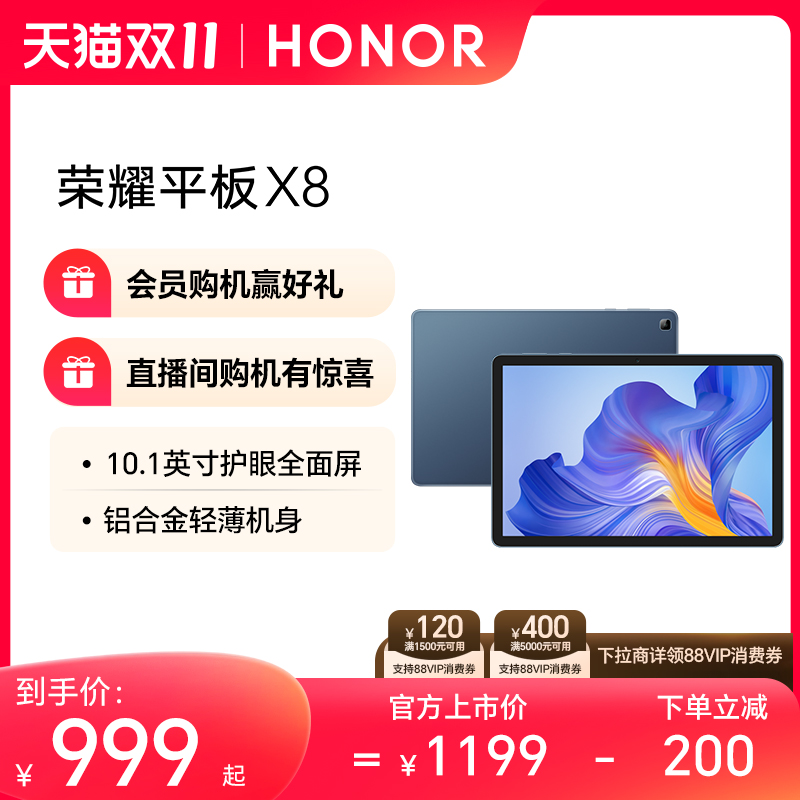 天猫双11 HONOR
荣耀平板X8
会员购机赢好礼
直播间购机有惊喜
• 10.1英寸护眼全面屏
• 铝合金轻薄机身
¥120
满1500元可用
支持88VIP消费券
¥400
满5000元可用
支持88VIP消费券
下拉商详领88VIP消费券
到手价:
¥999起
=
官方上市价
¥1199
-
下单立减
200